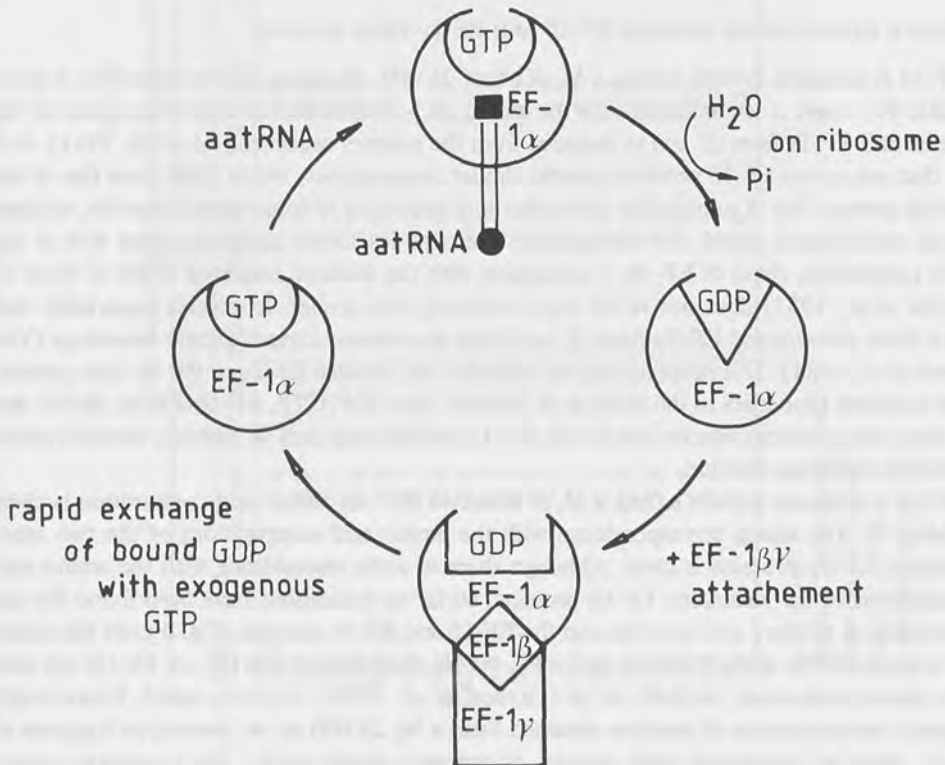 GTP
EF-
1α
aatRNA
H₂O
on ribosome
Pi
aatRNA
GTP
EF-1α
GDP
EF-1α
rapid exchange
of bound GDP
with exogenous
GTP
GDP
EF-1α
EF-1β
EF-1γ
+ EF-1βγ
attachement